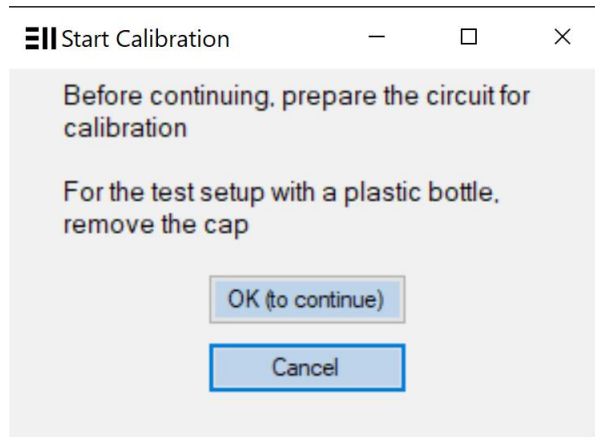 Start Calibration
Before continuing, prepare the circuit for
calibration
For the test setup with a plastic bottle,
remove the cap
OK (to continue)
Cancel